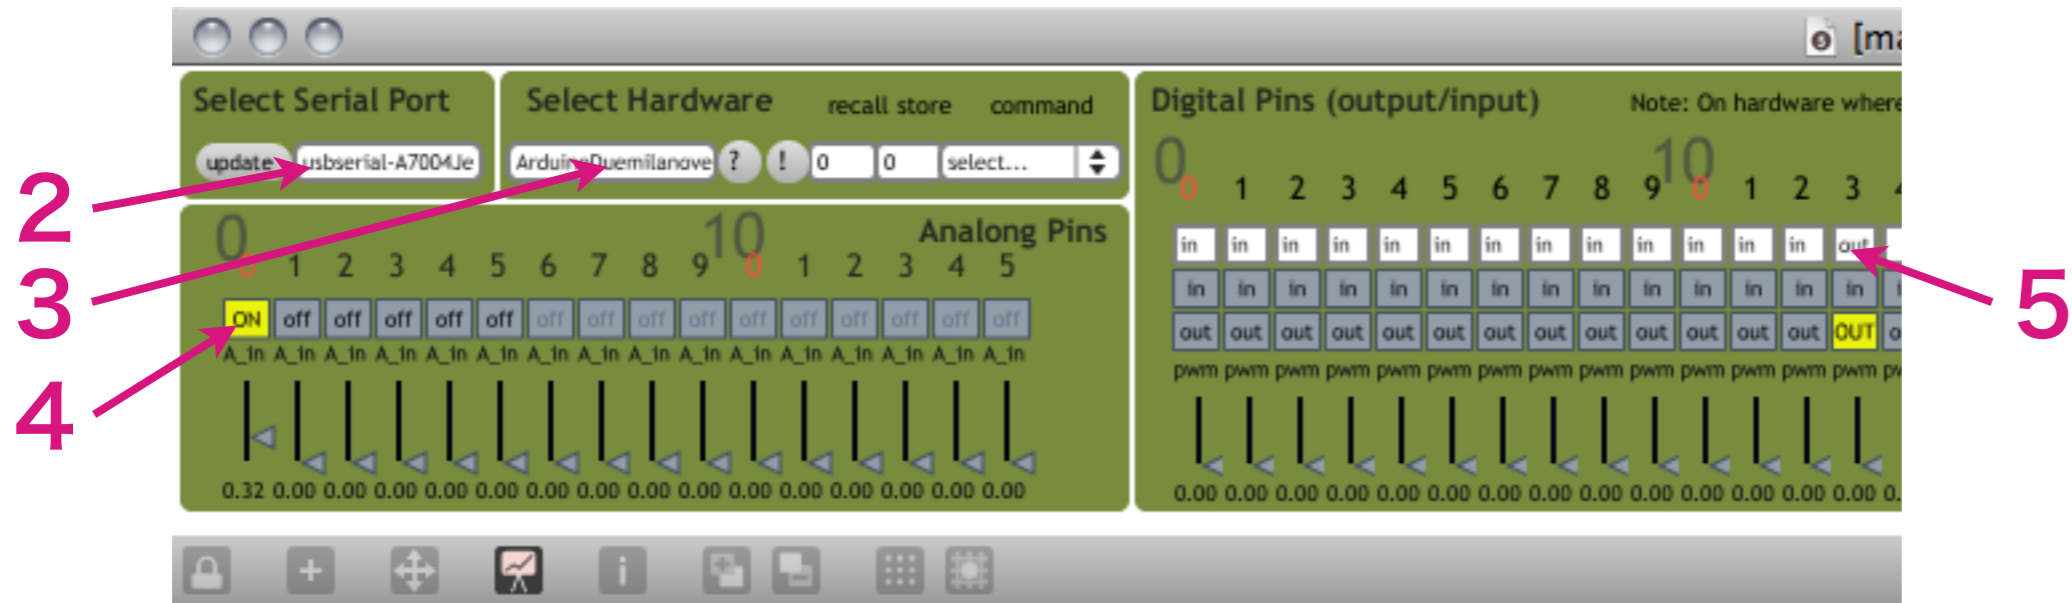 [ma
Select Serial Port
update usbserial-A7004Je
Select Hardware recall store command
ArduinoDuemilanove ? ! 0 0 select...
Digital Pins (output/input) Note: On hardware where
0 10
0 1 2 3 4 5 6 7 8 9 0 1 2 3 4
in in in in in in in in in in in in in out
in in in in in in in in in in in in in in
out out out out out out out out out out out out out OUT
pwm pwm pwm pwm pwm pwm pwm pwm pwm pwm pwm pwm pwm pwm
0.00 0.00 0.00 0.00 0.00 0.00 0.00 0.00 0.00 0.00 0.00 0.00 0.00 0.00 0.
0 10 Analong Pins
0 1 2 3 4 5 6 7 8 9 0 1 2 3 4 5
ON off off off off off off off off off off off off off off off
A_in A_in A_in A_in A_in A_in A_in A_in A_in A_in A_in A_in A_in A_in A_in A_in
0.32 0.00 0.00 0.00 0.00 0.00 0.00 0.00 0.00 0.00 0.00 0.00 0.00 0.00 0.00 0.00
2
3
4
5